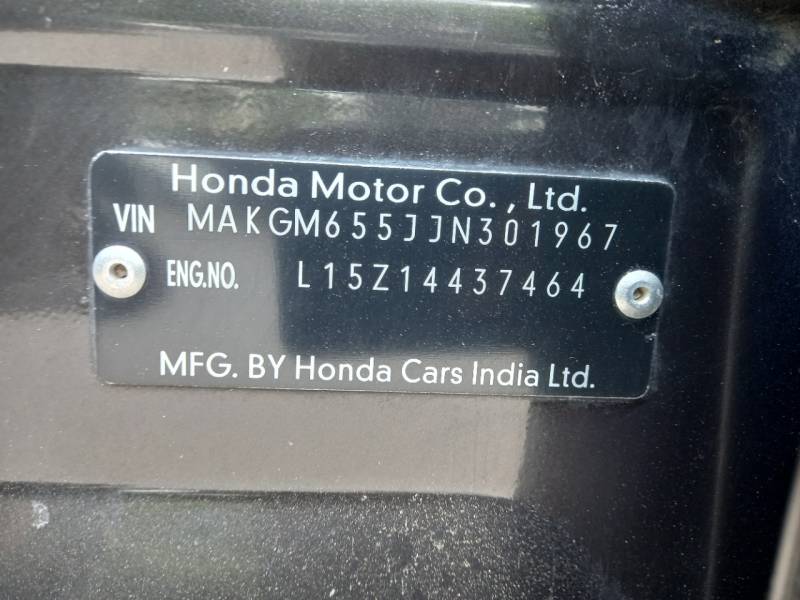 Honda Motor Co., Ltd.
VIN MAKGM655JJN301967
ENG.NO. L15Z14437464
MFG. BY Honda Cars India Ltd.